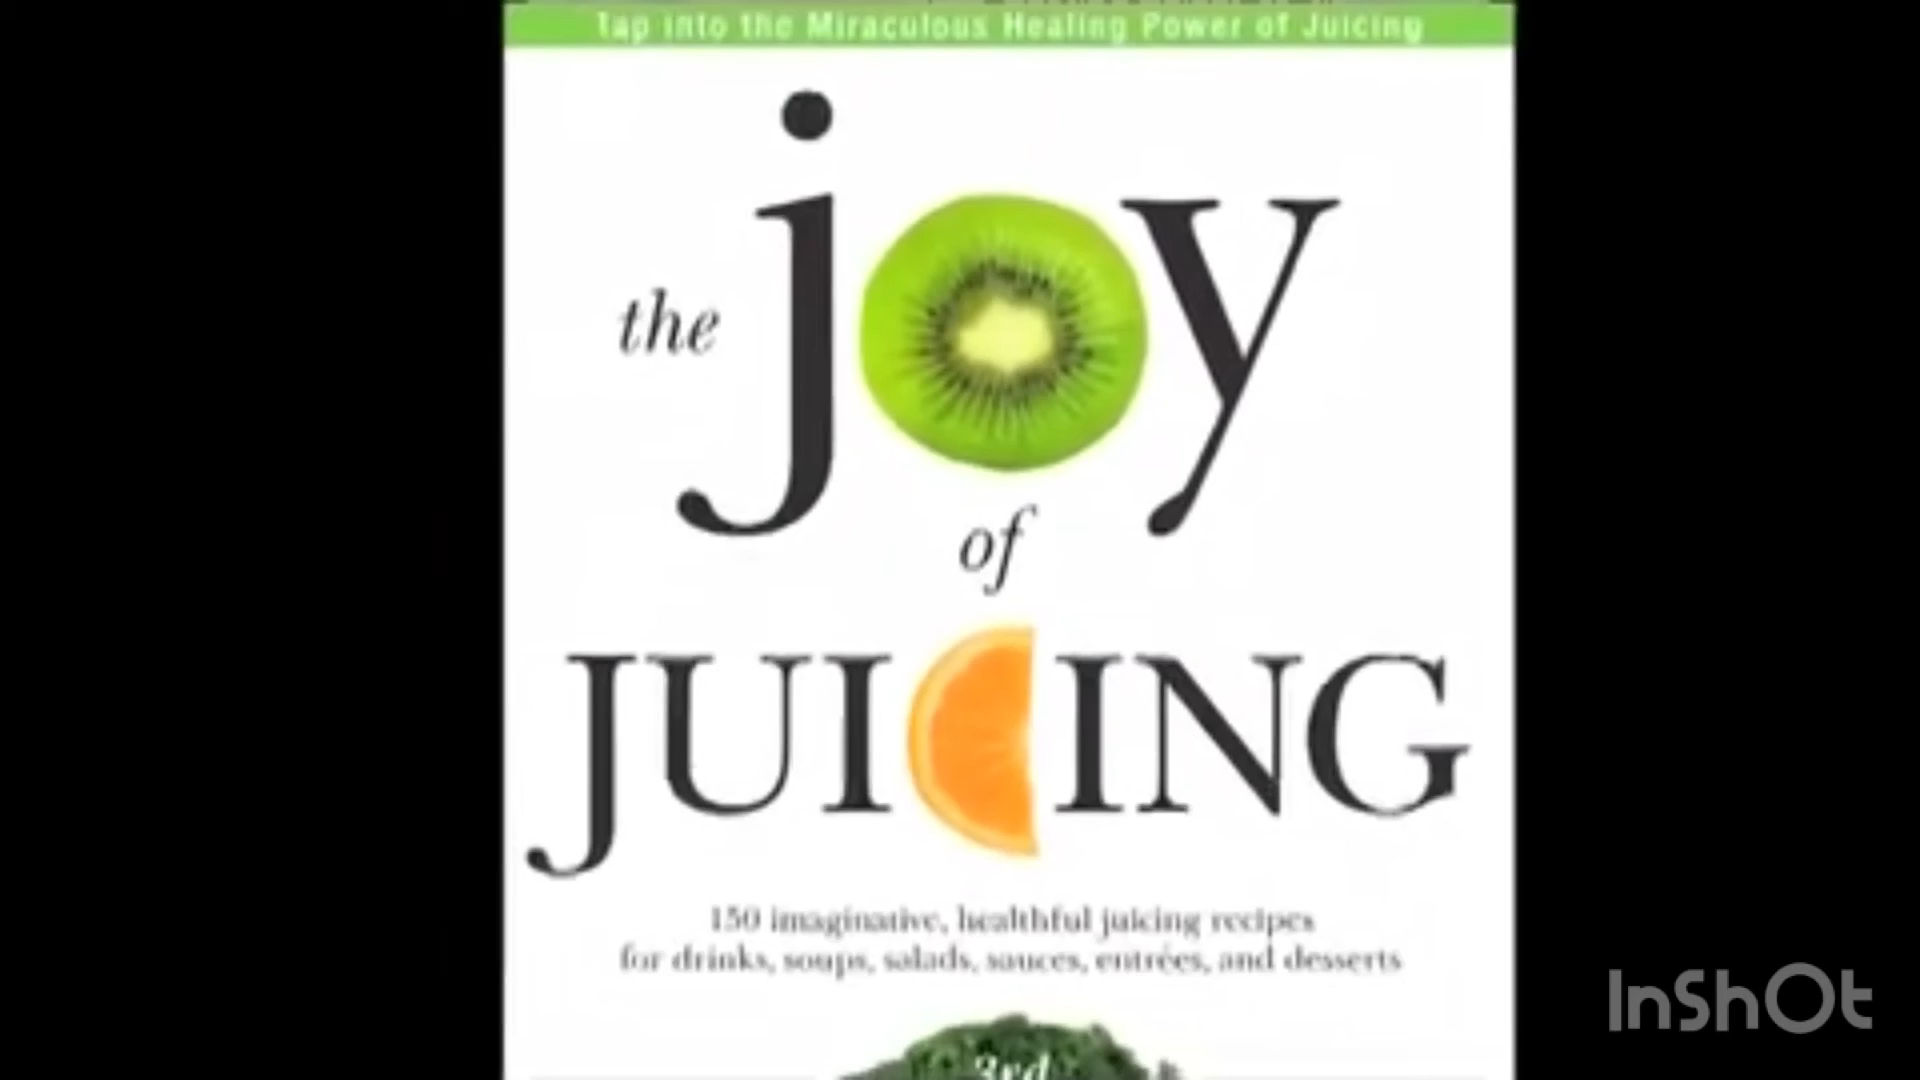 Tap into the Miraculous Healing Power of Juicing
the joy
of
JUICING
150 imaginative, healthful juicing recipes
for drinks, soups, salads, sauces, entrées, and desserts
3rd
InShOt